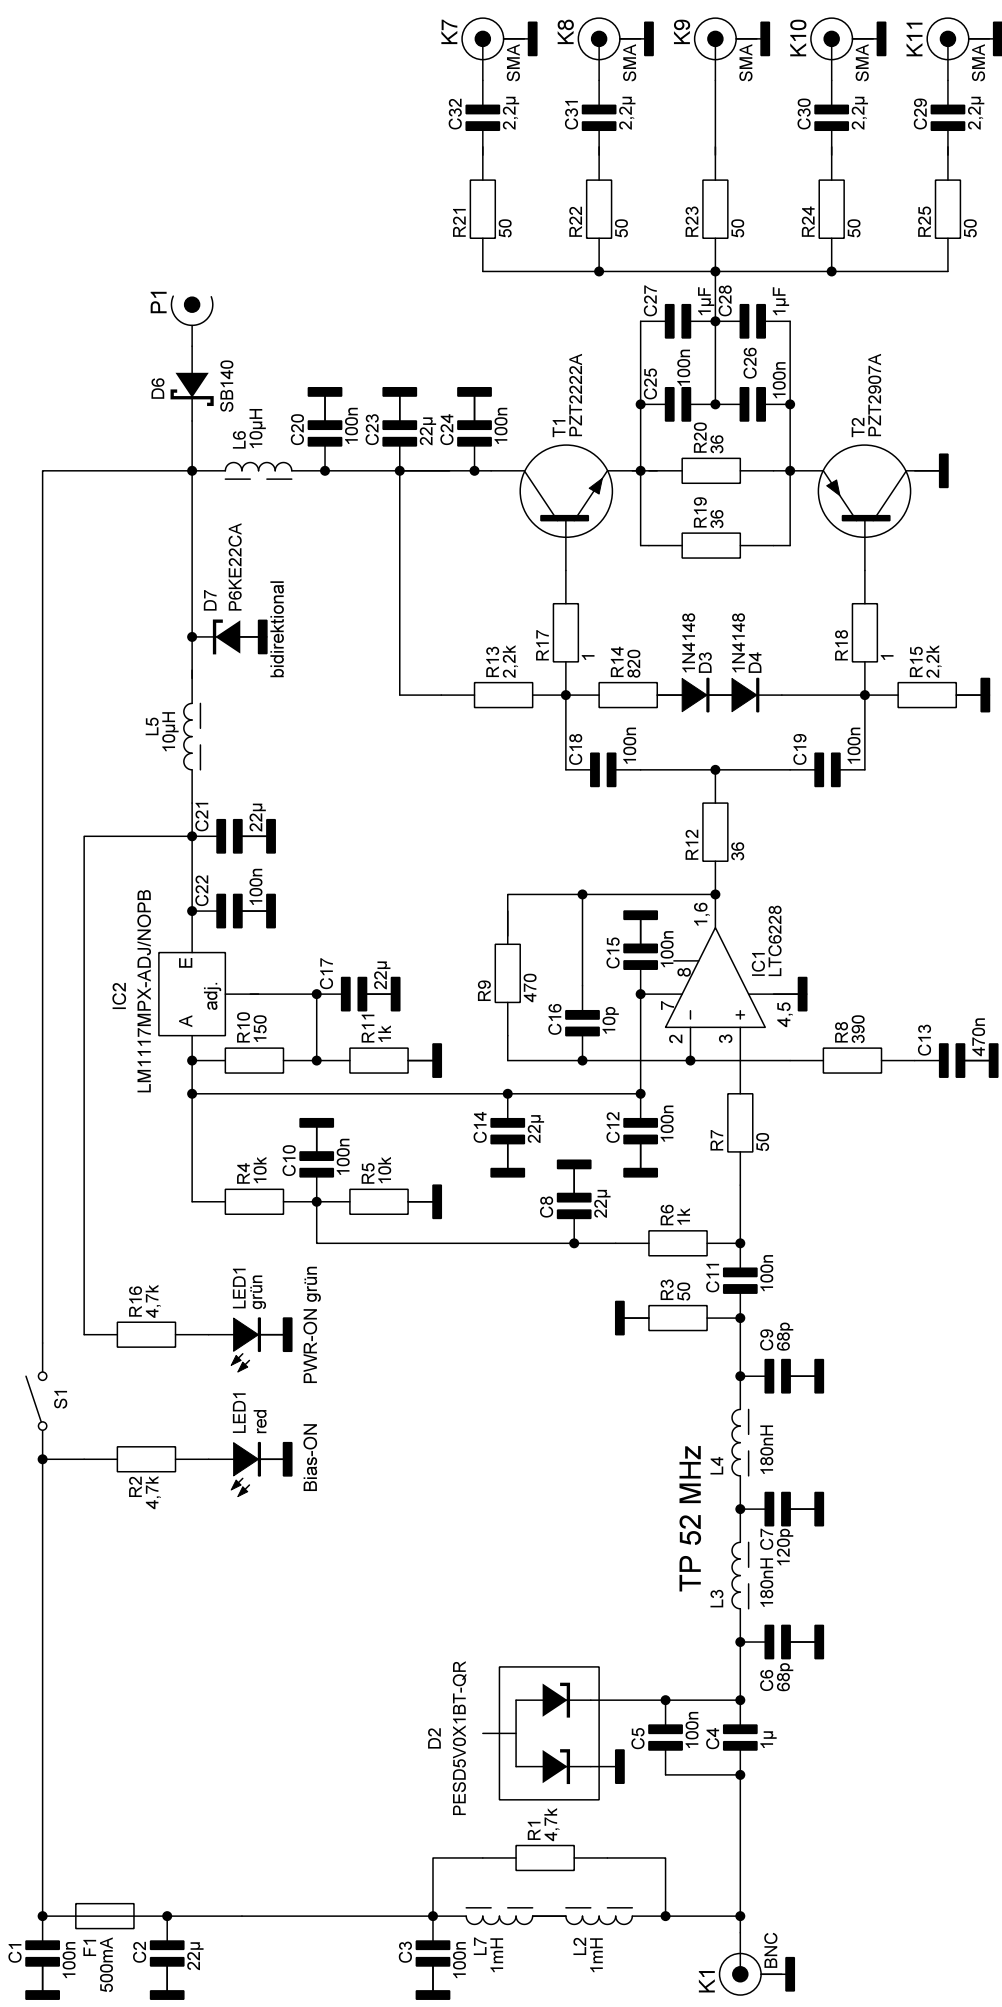 K7
SMA
C32
2,2µ
R21
50
K8
SMA
C31
2,2µ
R22
50
K9
SMA
R23
50
K10
SMA
C30
2,2µ
R24
50
K11
SMA
C29
2,2µ
R25
50
P1
D6
SB140
L6
10µH
C20
100n
C23
22µ
C24
100n
T1
PZT2222A
C27
1µF
C28
1µF
C25
100n
C26
100n
R20
36
R19
36
T2
PZT2907A
D7
P6KE22CA
bidirektional
L5
10µH
R13
2,2k
R17
1
R14
820
1N4148
D3
1N4148
D4
R18
1
R15
2,2k
C18
100n
C19
100n
C21
22µ
C22
100n
R12
36
IC2
LM1117MPX-ADJ/NOPB
E
A
adj.
C17
22µ
R10
150
R11
1k
R9
470
C16
10p
C15
100n
1,6
8
7
2
3
–
+
4,5
IC1
LTC6228
R8
390
C13
470n
C14
22µ
C12
100n
R7
50
R4
10k
C10
100n
R5
10k
C8
22µ
R6
1k
C11
100n
R3
50
C9
68p
R16
4,7k
LED1
grün
PWR-ON grün
S1
R2
4,7k
LED1
red
Bias-ON
TP 52 MHz
L4
180nH
C7
120p
L3
180nH
C6
68p
D2
PESD5V0X1BT-QR
C5
100n
C4
1µ
R1
4,7k
C1
100n
F1
500mA
C2
22µ
C3
100n
L7
1mH
L2
1mH
K1
BNC